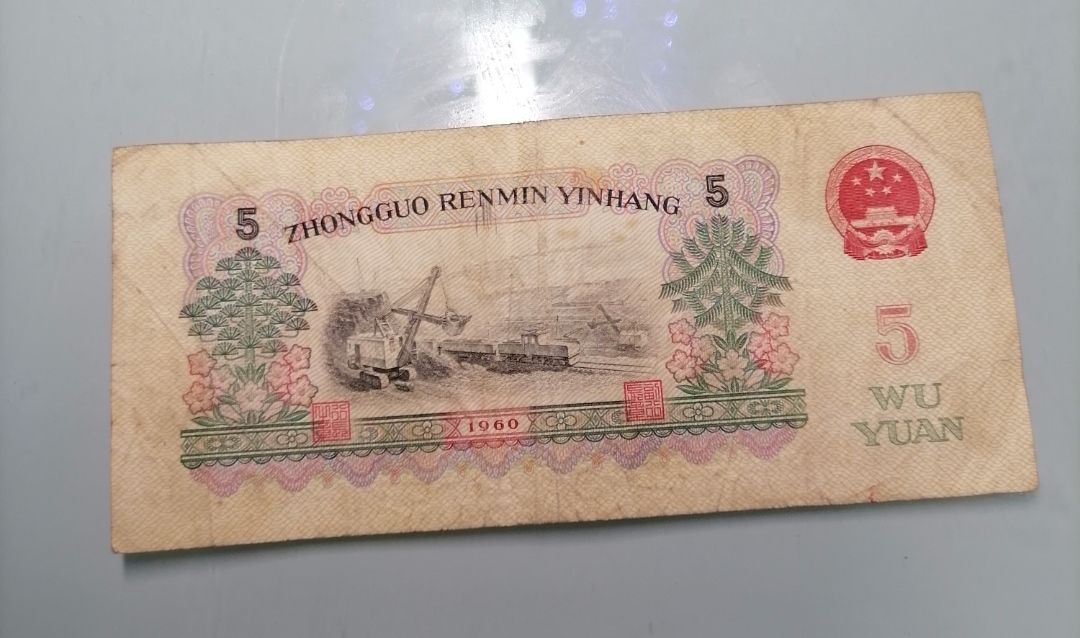 5 ZHONGGUO RENMIN YINHANG 5
5
WU
YUAN
1960